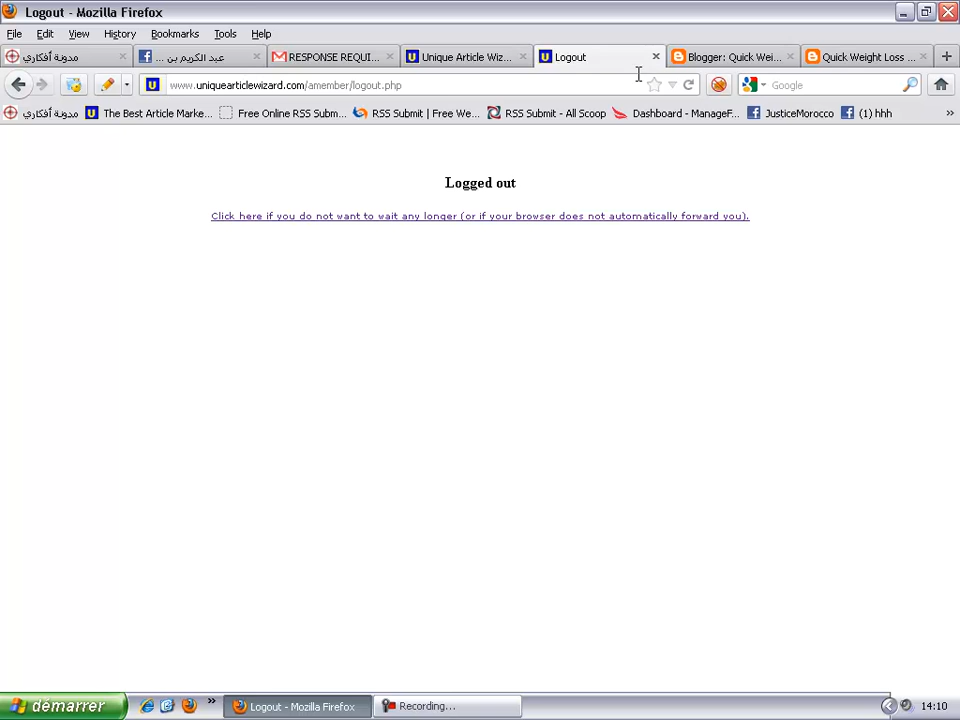 Logout - Mozilla Firefox
File Edit View History Bookmarks Tools Help
مدونة أفكاري
عبد الكريم بن ...
RESPONSE REQUI...
Unique Article Wiz...
Logout
Blogger: Quick Wei...
Quick Weight Loss ...
www.uniquearticlewizard.com/amember/logout.php
Google
مدونة أفكاري
The Best Article Marke...
Free Online RSS Subm...
RSS Submit | Free We...
RSS Submit - All Scoop
Dashboard - ManageF...
JusticeMorocco
(1) hhh
Logged out
Click here if you do not want to wait any longer (or if your browser does not automatically forward you).
démarrer
Logout - Mozilla Firefox
Recording...
14:10